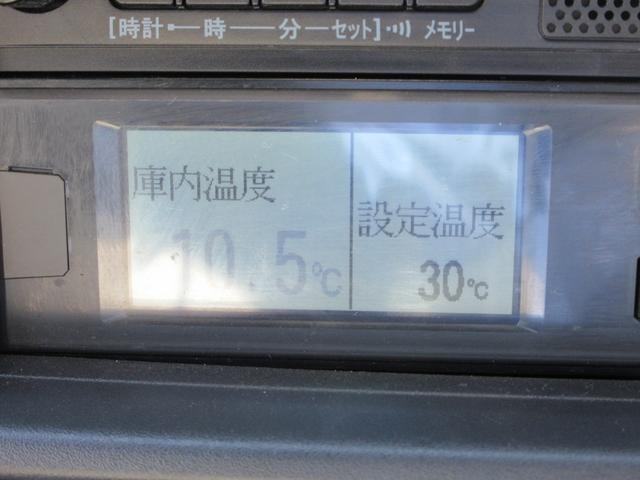 [時計 時 分 セット] メモリー
庫内温度
設定温度
10.5℃
30℃